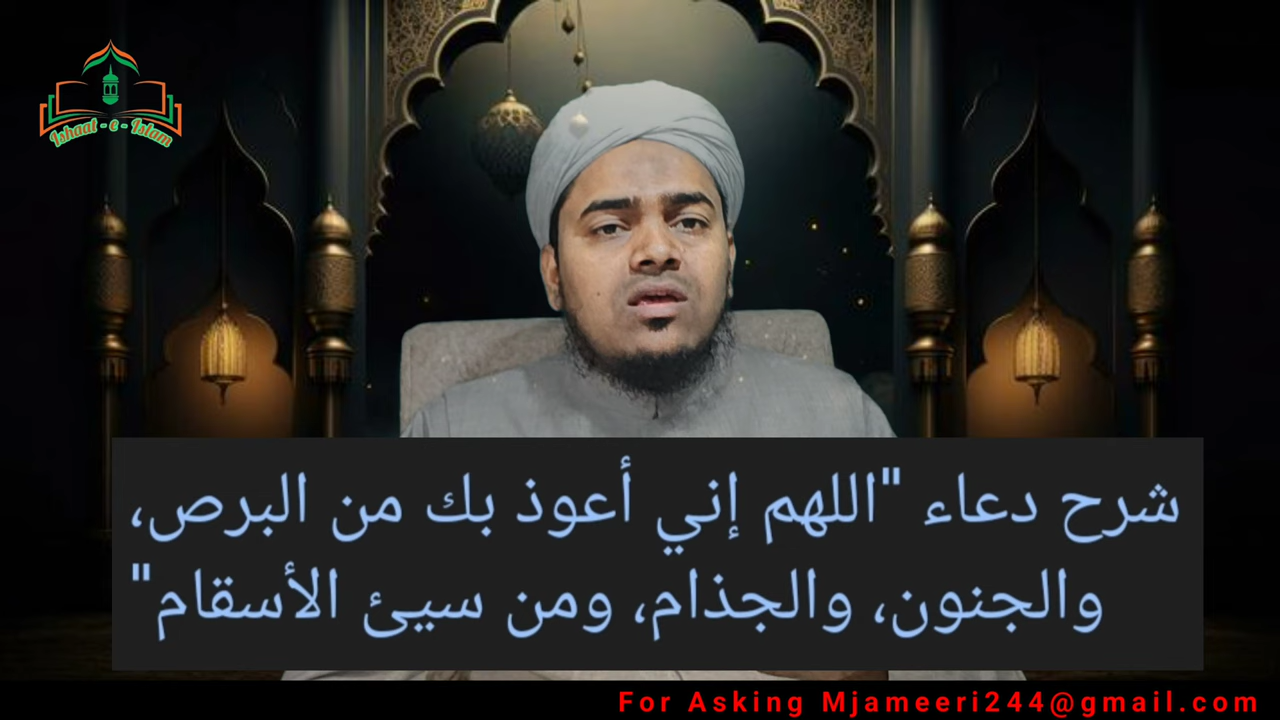 Ishaat - e - Islam
شرح دعاء "اللهم إني أعوذ بك من البرص،
والجنون، والجذام، ومن سيئ الأسقام"
For Asking Mjameeri244@gmail.com